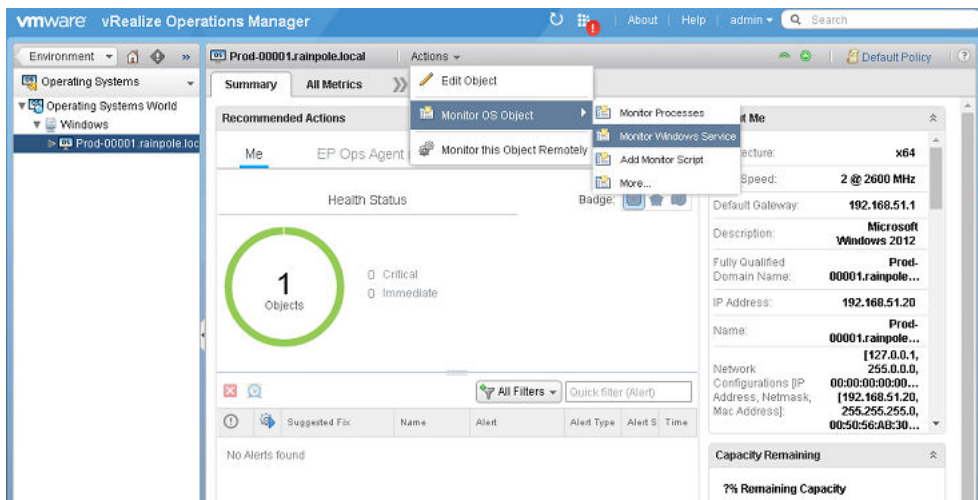 vmware vRealize Operations Manager
About Help admin Search
Environment
Prod-00001.rainpole.local Actions
Default Policy
Operating Systems
Operating Systems World
Windows
Prod-00001.rainpole.loc
Summary All Metrics
Edit Object
Monitor OS Object
Monitor this Object Remotely
Monitor Processes
Monitor Windows Service
Add Monitor Script
More...
Recommended Actions
Me EP Ops Agent
Health Status
Badge:
1
Objects
0 Critical
0 Immediate
All Filters Quick filter (Alert)
Suggested Fix Name Alert Alert Type Alert S Time
No Alerts found
t Me
ecture: x64
Speed: 2 @ 2600 MHz
Default Gateway: 192.168.51.1
Description: Microsoft Windows 2012
Fully Qualified Domain Name: Prod-00001.rainpole...
IP Address: 192.168.51.20
Name: Prod-00001.rainpole...
Network Configurations [IP Address, Netmask, Mac Address]: [127.0.0.1, 255.0.0.0, 00:00:00:00:00... [192.168.51.20, 255.255.255.0, 00:50:56:AB:30...
Capacity Remaining
?% Remaining Capacity